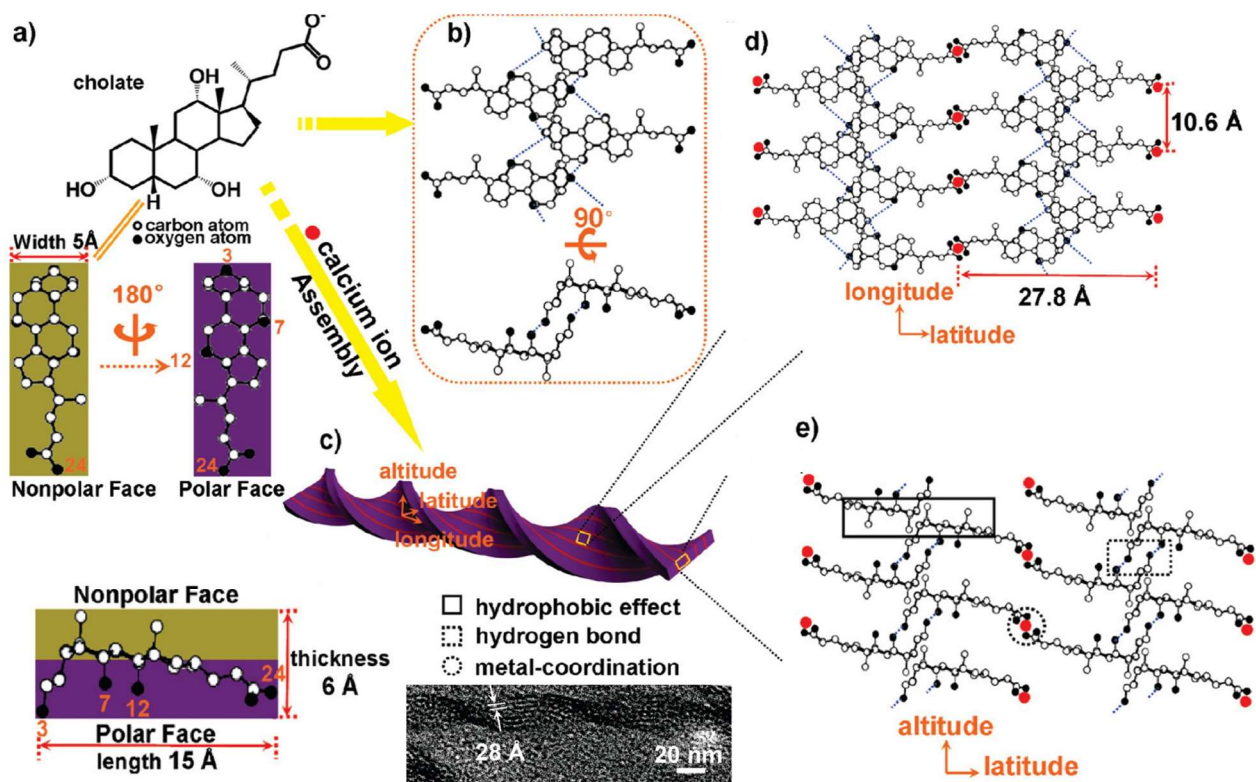 a)
cholate
O-
O
OH
HO
OH
H
carbon atom
oxygen atom
Width 5Å
180°
3
7
12
24
24
Nonpolar Face
Polar Face
Nonpolar Face
thickness
6 Å
24
7
12
3
Polar Face
length 15 Å
calcium ion
Assembly
b)
90°
c)
altitude
latitude
longitude
hydrophobic effect
hydrogen bond
metal-coordination
28 Å
20 nm
d)
10.6 Å
27.8 Å
longitude
latitude
e)
altitude
latitude